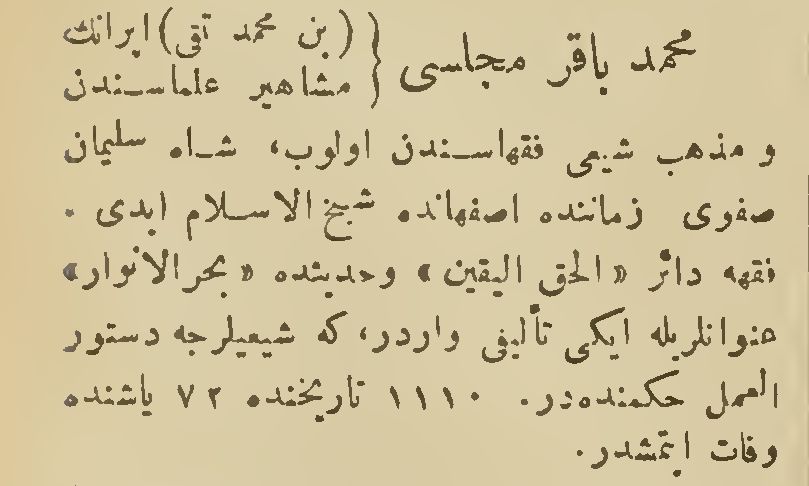 محمد باقر مجلسی { (بن محمد تقی) ایرانك
مشاهیر علماسندن
و مذهب شیعی فقهاسندن اولوب، شاه سلیمان
صفوی زماننده اصفهانده شیخ الاسلام ایدی.
فقهه دائر «الحق الیقین» وحدیثده «بحر الانوار»
عنوانلریله ایکی تألیفی واردر، که شیعیلرجه دستور
العمل حکمنده‌در. ۱۱۱۰ تاریخنده ۷۲ یاشنده
وفات ایتمشدر.